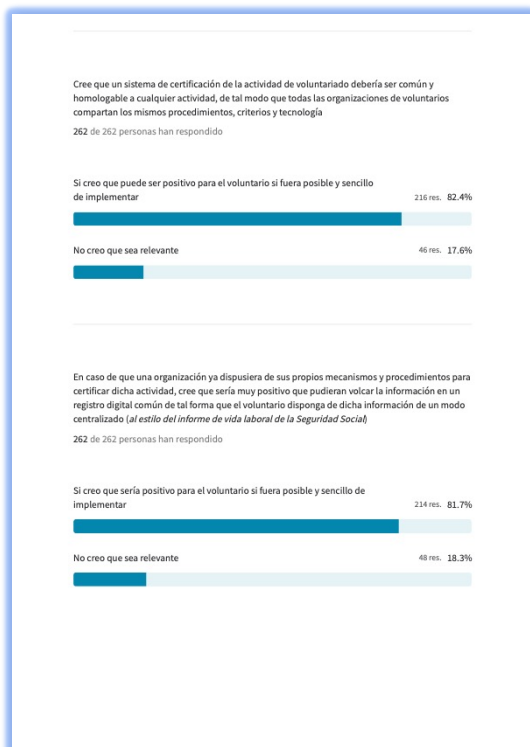 Cree que un sistema de certificación de la actividad de voluntariado debería ser común y
homologable a cualquier actividad, de tal modo que todas las organizaciones de voluntarios
compartan los mismos procedimientos, criterios y tecnología
262 de 262 personas han respondido
Si creo que puede ser positivo para el voluntario si fuera posible y sencillo
de implementar
216 res. 82.4%
No creo que sea relevante
46 res. 17.6%
En caso de que una organización ya dispusiera de sus propios mecanismos y procedimientos para
certificar dicha actividad, cree que sería muy positivo que pudieran volcar la información en un
registro digital común de tal forma que el voluntario disponga de dicha información de un modo
centralizado (al estilo del informe de vida laboral de la Seguridad Social)
262 de 262 personas han respondido
Si creo que sería positivo para el voluntario si fuera posible y sencillo de
implementar
214 res. 81.7%
No creo que sea relevante
48 res. 18.3%